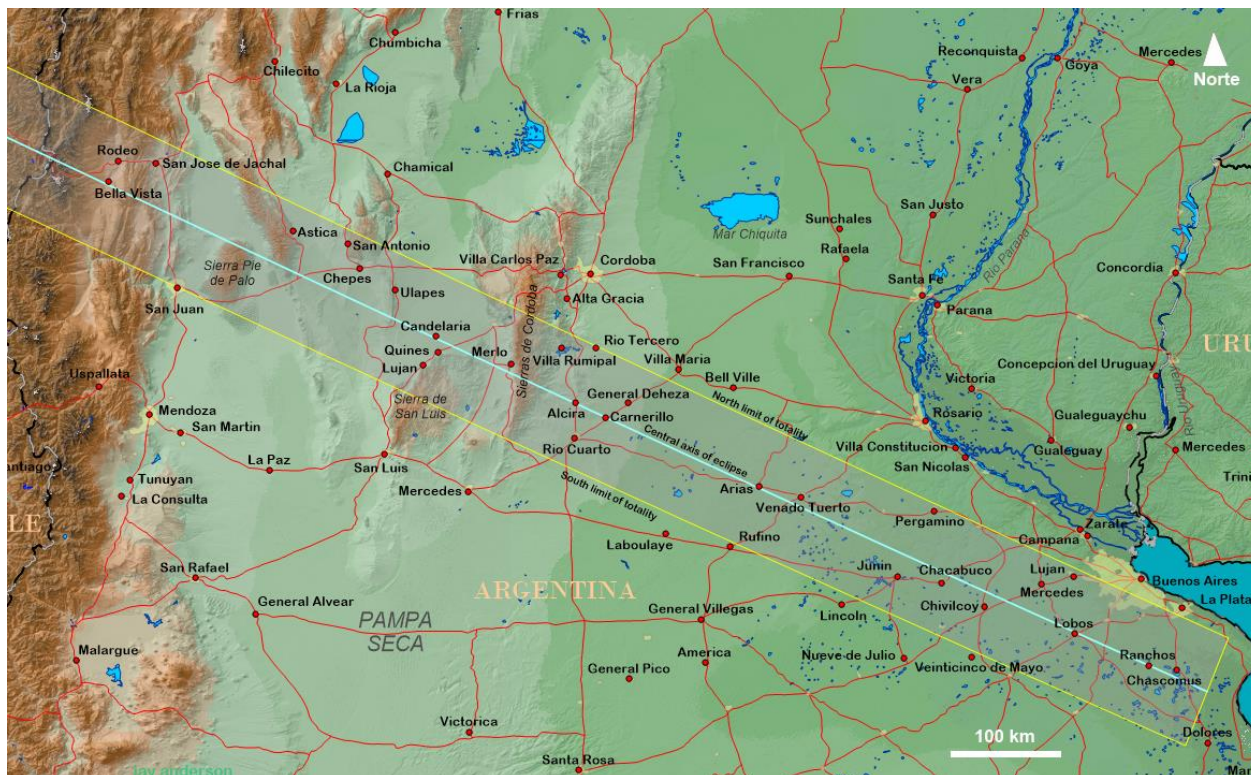 Frias
Chumbicha
Chilecito
La Rioja
Reconquista
Mercedes
Goya
Vera
Norte
Rodeo
San Jose de Jachal
Bella Vista
Chamical
San Justo
Sunchales
Mar Chiquita
Rafaela
Rio Parana
Astica
San Antonio
Sierra Pie
de Palo
Chepes
Villa Carlos Paz
Cordoba
San Francisco
Santa Fe
Concordia
San Juan
Ulapes
Alta Gracia
Parana
Candelaria
Sierras de Cordoba
Quines
Merlo
Rio Tercero
Villa Rumipal
Villa Maria
Lujan
URU
Concepcion del Uruguay
Uspallata
Sierra de
San Luis
Bell Ville
Victoria
North limit of totality
General Deheza
Alcira
Carnerillo
Mendoza
San Martin
Rosario
Gualeguaychu
Rio Uruguay
Villa Constitucion
Gualeguay
Mercedes
Rio Cuarto
Central axis of eclipse
San Luis
San Nicolas
antiago
La Paz
Tunuyan
Trini
La Consulta
Mercedes
South limit of totality
Arias
Venado Tuerto
LE
Pergamino
Zarate
Campana
Laboulaye
Rufino
San Rafael
ARGENTINA
Junin
Chacabuco
Lujan
Mercedes
Buenos Aires
La Plata
General Alvear
PAMPA
SECA
General Villegas
Lincoln
Chivilcoy
Lobos
Malargue
America
General Pico
Nueve de Julio
Veinticinco de Mayo
Ranchos
Chascomus
Victorica
100 km
Dolores
Santa Rosa
Mar
jay anderson